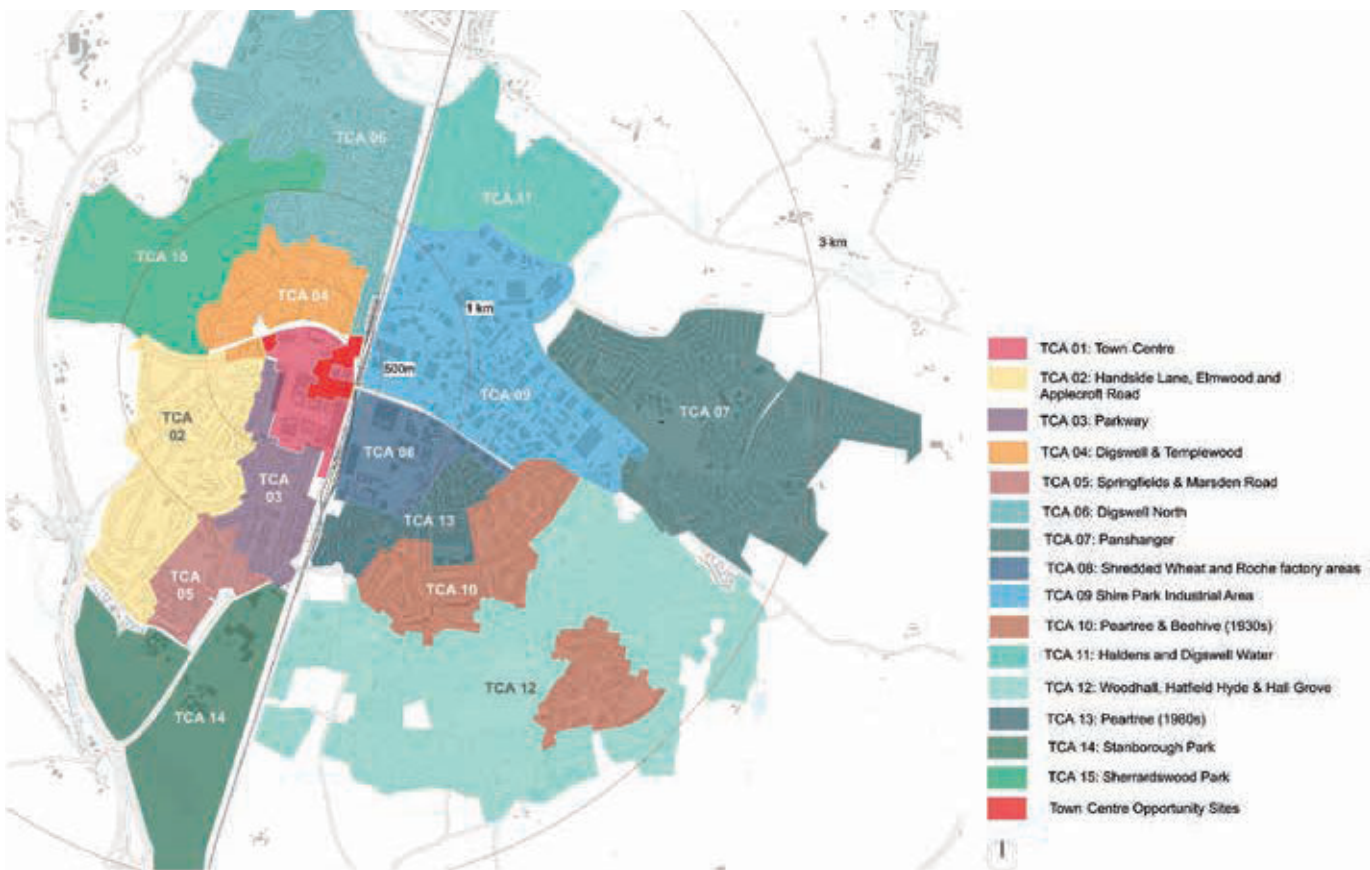 TCA 06
TCA 11
TCA 15
3 km
TCA 04
1 km
500m
TCA 09
TCA 07
TCA
02
TCA 08
TCA
03
TCA 13
TCA
05
TCA 10
TCA 12
TCA 14
TCA 01: Town Centre
TCA 02: Handside Lane, Elmwood and
Applecroft Road
TCA 03: Parkway
TCA 04: Digswell & Templewood
TCA 05: Springfields & Marsden Road
TCA 06: Digswell North
TCA 07: Panshanger
TCA 08: Shredded Wheat and Roche factory areas
TCA 09 Shire Park Industrial Area
TCA 10: Peartree & Beehive (1930s)
TCA 11: Haldens and Digswell Water
TCA 12: Woodhall, Hatfield Hyde & Hall Grove
TCA 13: Peartree (1980s)
TCA 14: Stanborough Park
TCA 15: Sherrardswood Park
Town Centre Opportunity Sites